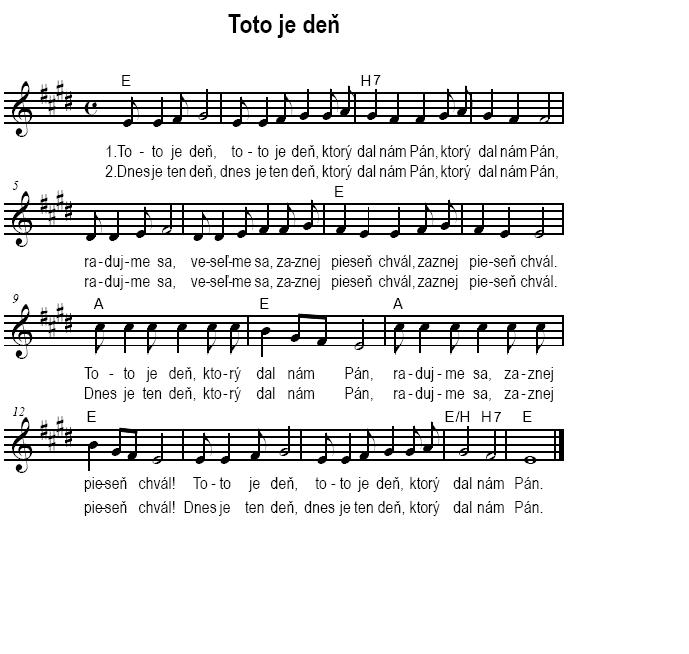 Toto je deň
E H7
1.To - to je deň, to - to je deň, ktorý dal nám Pán, ktorý dal nám Pán,
2.Dnes je ten deň, dnes je ten deň, ktorý dal nám Pán, ktorý dal nám Pán,
5 E
ra-duj-me sa, ve-seľ-me sa, za-znej pieseň chvál, zaznej pie-seň chvál.
ra-duj-me sa, ve-seľ-me sa, za-znej pieseň chvál, zaznej pie-seň chvál.
9 A E A
To - to je deň, kto-rý dal nám Pán, ra-duj-me sa, za-znej
Dnes je ten deň, kto-rý dal nám Pán, ra-duj-me sa, za-znej
12 E E/H H7 E
pie-seň chvál! To-to je deň, to-to je deň, ktorý dal nám Pán.
pie-seň chvál! Dnes je ten deň, dnes je ten deň, ktorý dal nám Pán.